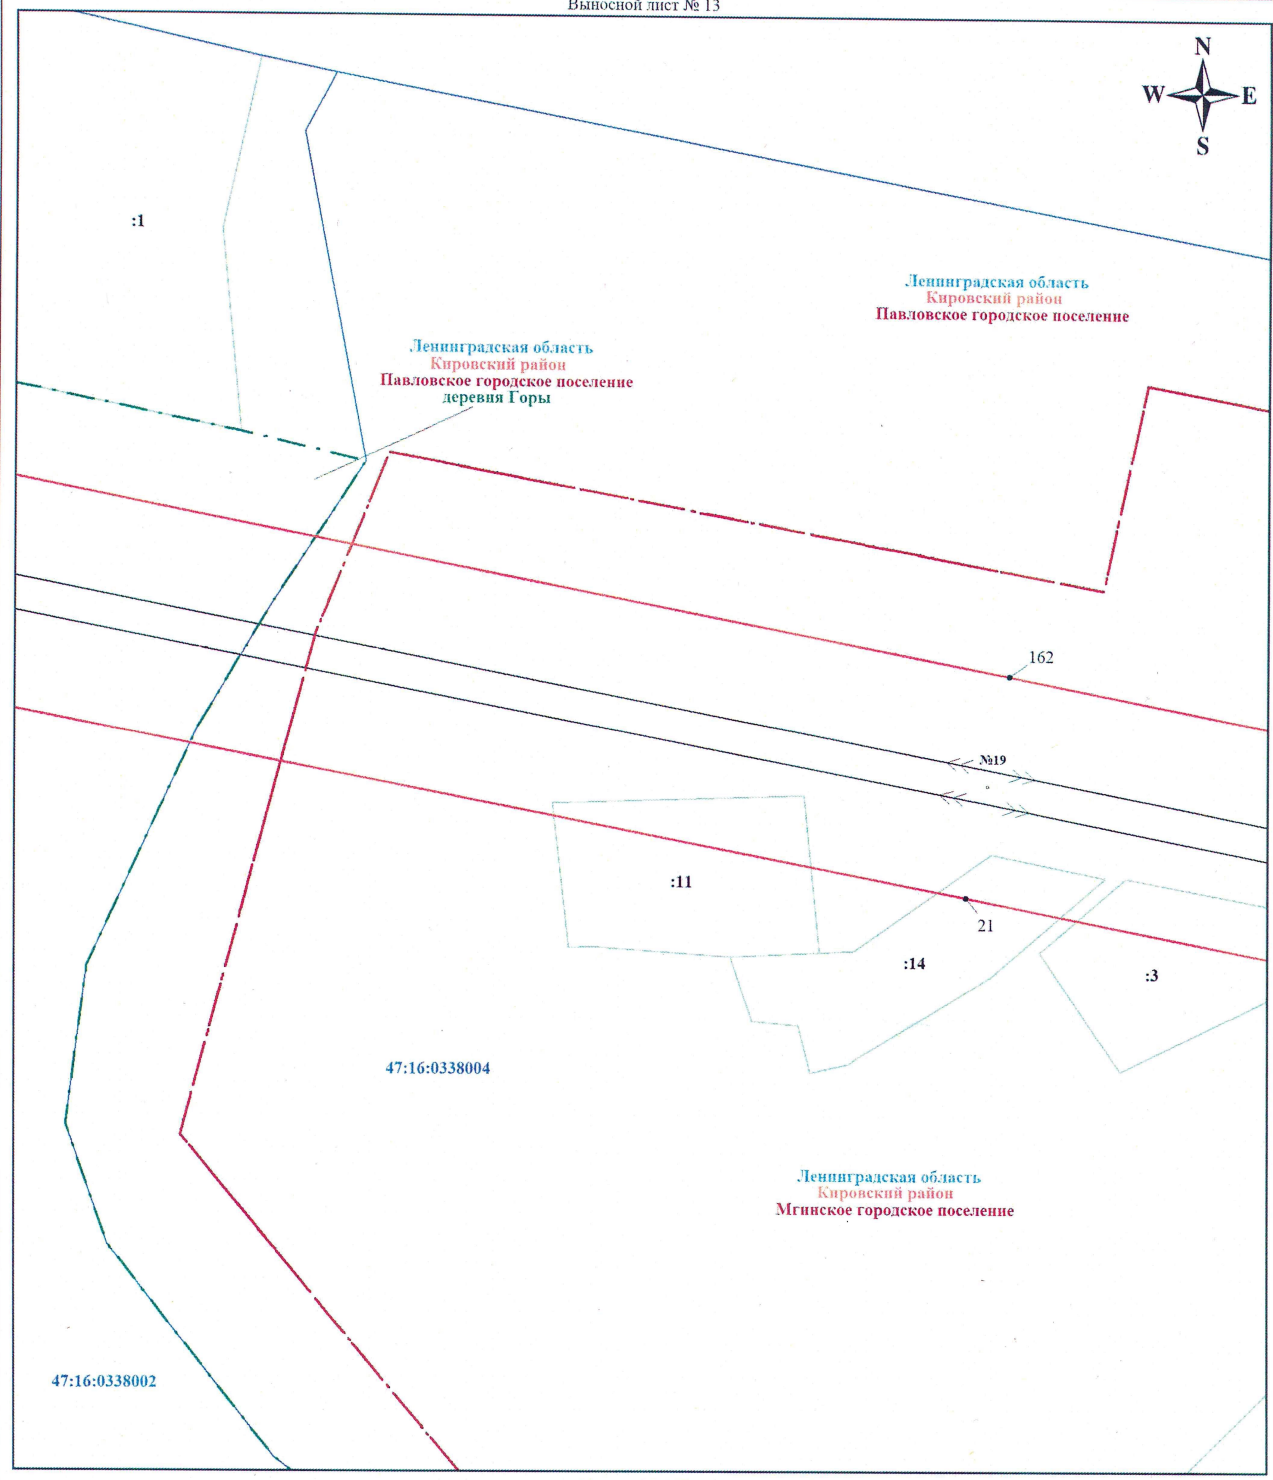 Выносной лист № 13
N
W E
S
:1
Ленинградская область
Кировский район
Павловское городское поселение
Ленинградская область
Кировский район
Павловское городское поселение
деревня Горы
162
№19
:11
21
:14
:3
47:16:0338004
Ленинградская область
Кировский район
Мгинское городское поселение
47:16:0338002